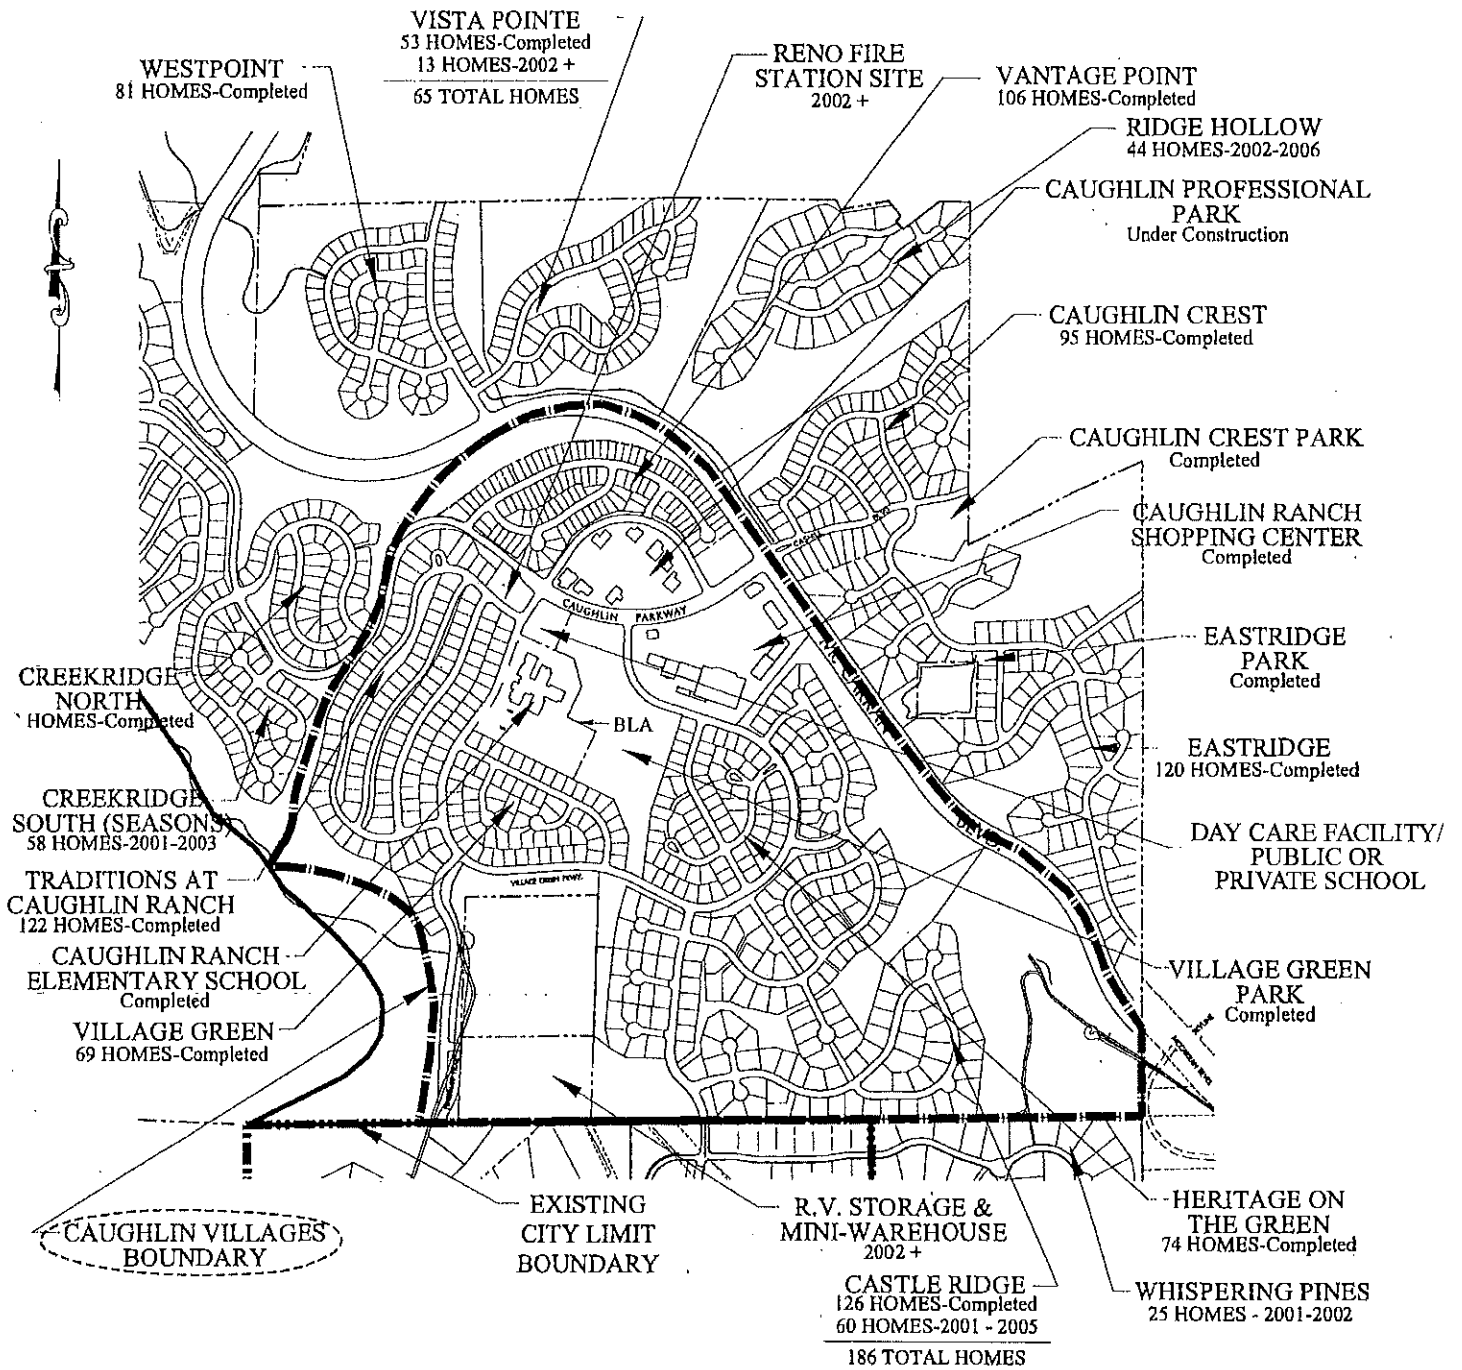 VISTA POINTE
53 HOMES-Completed
13 HOMES-2002 +
65 TOTAL HOMES
WESTPOINT
81 HOMES-Completed
RENO FIRE
STATION SITE
2002 +
VANTAGE POINT
106 HOMES-Completed
RIDGE HOLLOW
44 HOMES-2002-2006
CAUGHLIN PROFESSIONAL
PARK
Under Construction
CAUGHLIN CREST
95 HOMES-Completed
CAUGHLIN CREST PARK
Completed
CAUGHLIN RANCH
SHOPPING CENTER
Completed
EASTRIDGE
PARK
Completed
EASTRIDGE
120 HOMES-Completed
DAY CARE FACILITY/
PUBLIC OR
PRIVATE SCHOOL
VILLAGE GREEN
PARK
Completed
HERITAGE ON
THE GREEN
74 HOMES-Completed
WHISPERING PINES
25 HOMES - 2001-2002
CASTLE RIDGE
126 HOMES-Completed
60 HOMES-2001 - 2005
186 TOTAL HOMES
R.V. STORAGE &
MINI-WAREHOUSE
2002 +
EXISTING
CITY LIMIT
BOUNDARY
CAUGHLIN VILLAGES
BOUNDARY
CREEKRIDGE
NORTH
HOMES-Completed
CREEKRIDGE
SOUTH (SEASONS)
58 HOMES-2001-2003
TRADITIONS AT
CAUGHLIN RANCH
122 HOMES-Completed
CAUGHLIN RANCH
ELEMENTARY SCHOOL
Completed
VILLAGE GREEN
69 HOMES-Completed
CAUGHLIN PARKWAY
BLA
VILLAGE GREEN PKWY.
BLVD.